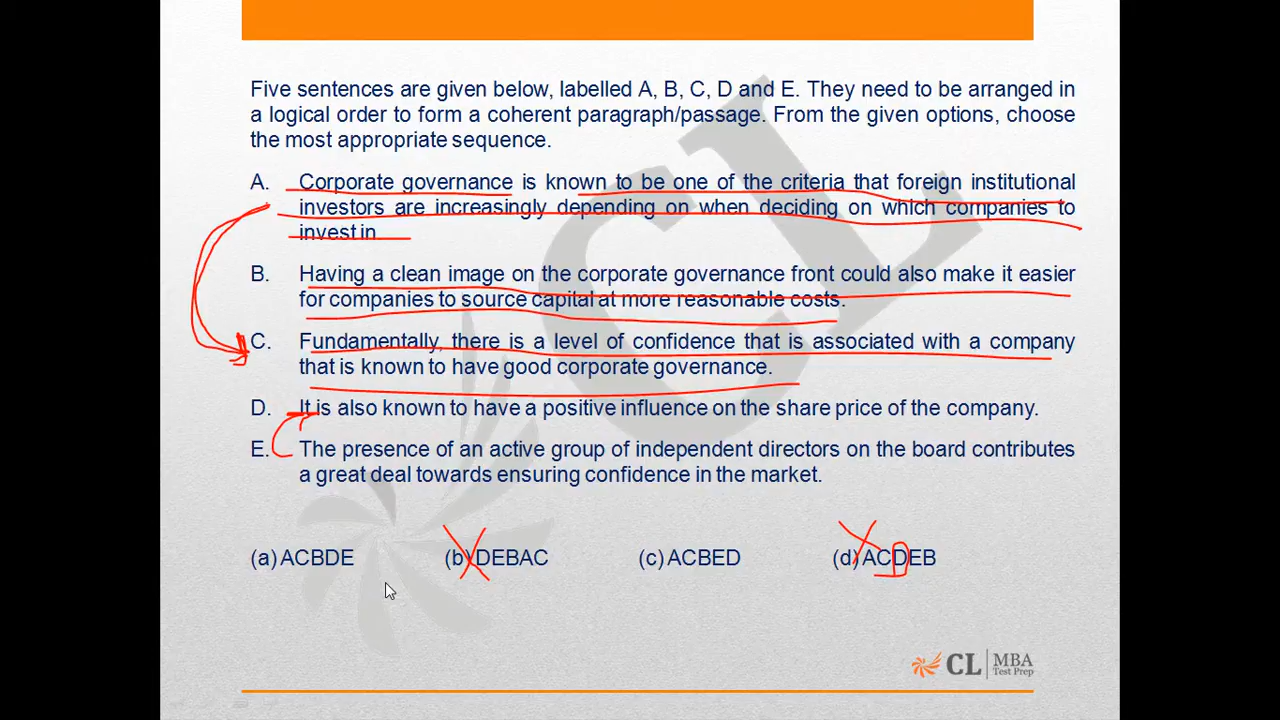 Five sentences are given below, labelled A, B, C, D and E. They need to be arranged in
a logical order to form a coherent paragraph/passage. From the given options, choose
the most appropriate sequence.
A. Corporate governance is known to be one of the criteria that foreign institutional
investors are increasingly depending on when deciding on which companies to
invest in.
B. Having a clean image on the corporate governance front could also make it easier
for companies to source capital at more reasonable costs.
C. Fundamentally, there is a level of confidence that is associated with a company
that is known to have good corporate governance.
D. It is also known to have a positive influence on the share price of the company.
E. The presence of an active group of independent directors on the board contributes
a great deal towards ensuring confidence in the market.
(a) ACBDE (b) DEBAC (c) ACBED (d) ACDEB
CL MBA
Test Prep
CL